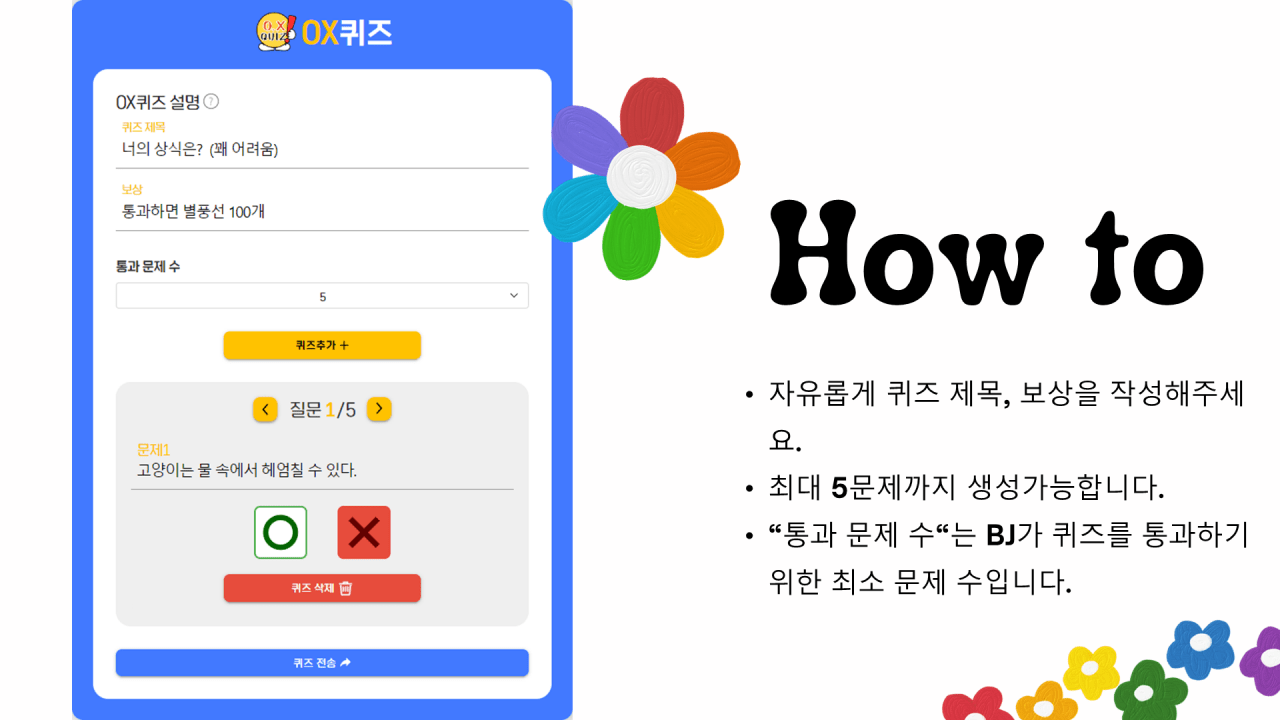 OX QUIZ
OX퀴즈
OX퀴즈 설명 ?
퀴즈 제목
너의 상식은? (꽤 어려움)
보상
통과하면 별풍선 100개
통과 문제 수
5
퀴즈추가 +
질문 1/5
문제1
고양이는 물 속에서 헤엄칠 수 있다.
퀴즈 삭제
퀴즈 전송
How to
• 자유롭게 퀴즈 제목, 보상을 작성해주세
요.
• 최대 5문제까지 생성가능합니다.
• “통과 문제 수“는 BJ가 퀴즈를 통과하기
위한 최소 문제 수입니다.